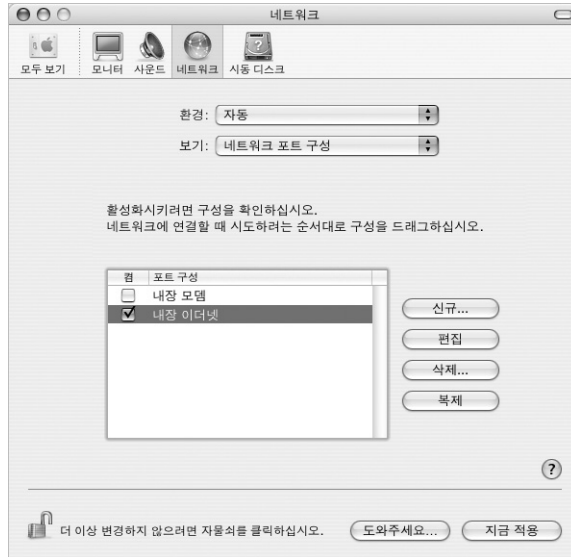 네트워크
모두 보기 모니터 사운드 네트워크 시동 디스크
환경: 자동
보기: 네트워크 포트 구성
활성화시키려면 구성을 확인하십시오.
네트워크에 연결할 때 시도하려는 순서대로 구성을 드래그하십시오.
켬 포트 구성
내장 모뎀
내장 이더넷
신규...
편집
삭제...
복제
?
더 이상 변경하지 않으려면 자물쇠를 클릭하십시오. 도와주세요... 지금 적용